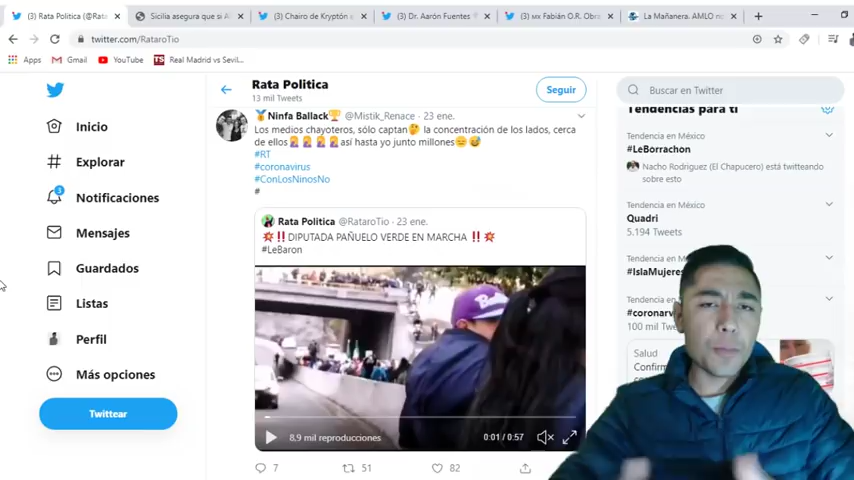 (3) Rata Politica (@Rata
Sicilia asegura que si A
Chairo de Kryptón e
Dr. Aarón Fuentes
mx Fabián O.R. Obra
La Mañanera. AMLO no
twitter.com/RataroTio
Apps
Gmail
YouTube
Real Madrid vs Sevil...
Rata Politica
13 mil Tweets
Seguir
Buscar en Twitter
Inicio
Explorar
3
Notificaciones
Mensajes
Guardados
Listas
Perfil
Más opciones
Twittear
Ninfa Ballack @Mistik_Renace · 23 ene.
Los medios chayoteros, sólo captan la concentración de los lados, cerca
de ellos así hasta yo junto millones
#RT
#coronavirus
#ConLosNinosNo
#
Rata Politica @RataroTio · 23 ene.
‼DIPUTADA PAÑUELO VERDE EN MARCHA ‼
#LeBaron
8,9 mil reproducciones
0:01 / 0:57
7
51
82
Tendencias para ti
Tendencia en México
#LeBorrachon
Nacho Rodriguez (El Chapucero) está twitteando
sobre esto
Tendencia en México
Quadri
5.194 Tweets
Tendencia en México
#IslaMujeres
Tendencia en
#coronav
100 mil Twe
Salud
Confirm